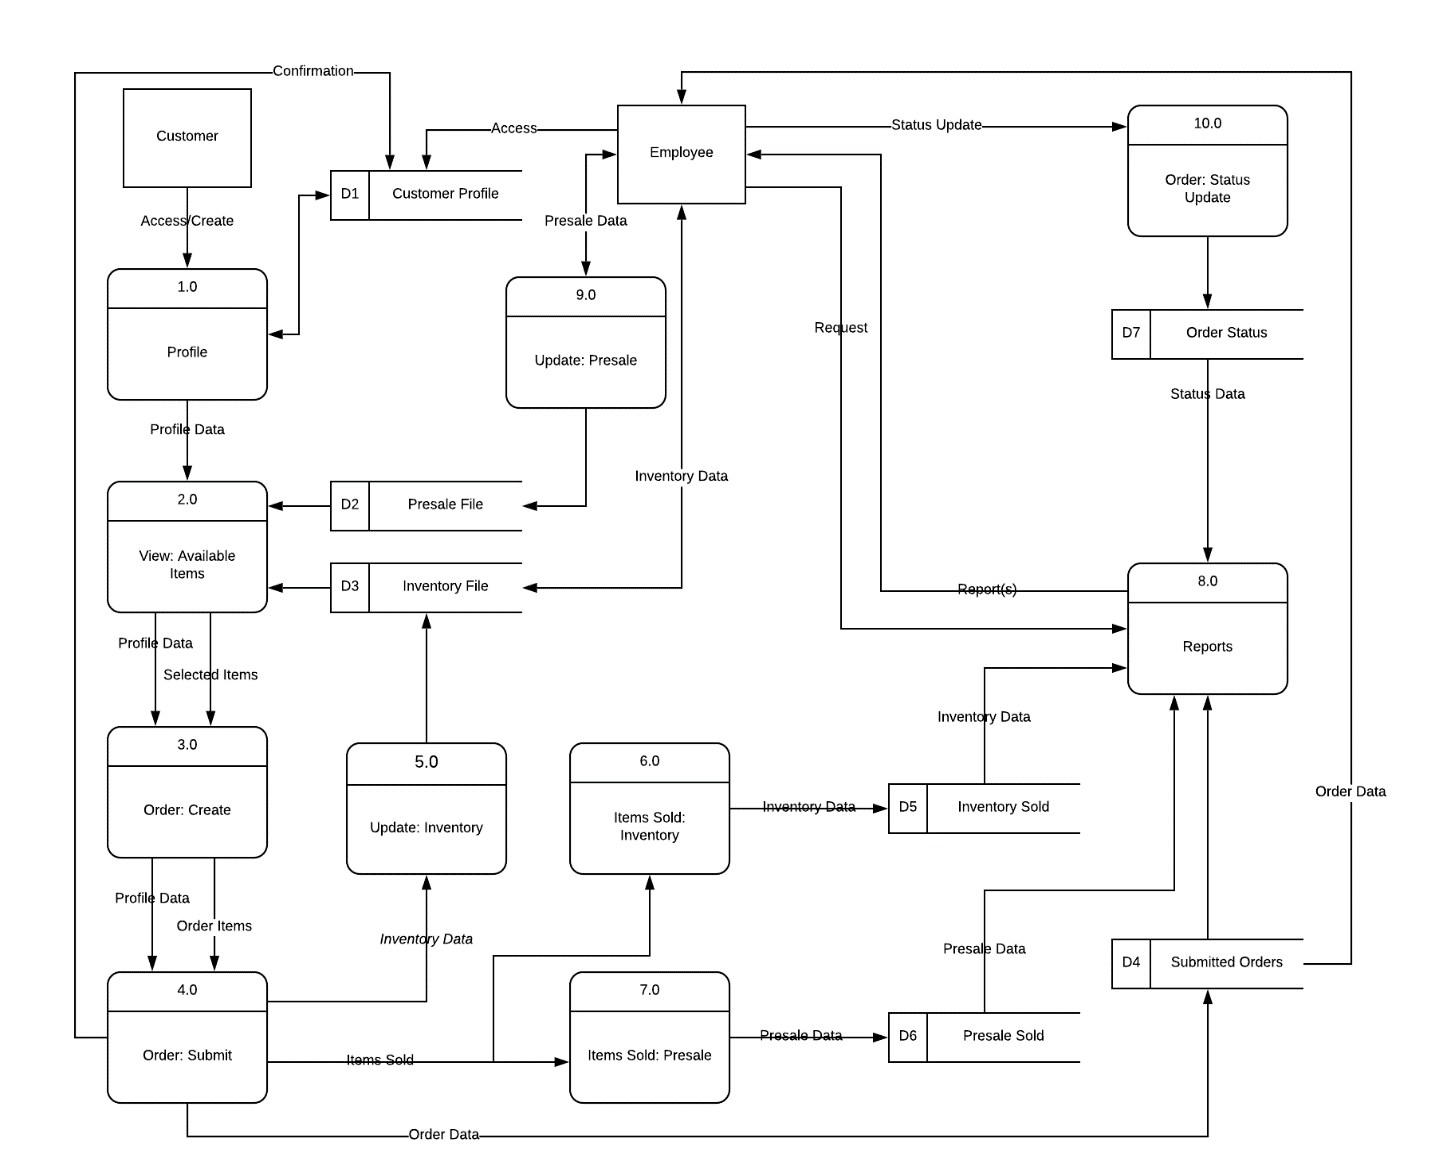 Confirmation
Customer
Access
Employee
Status Update
10.0
Order: Status
Update
D1
Customer Profile
Access/Create
Presale Data
1.0
Profile
9.0
Update: Presale
Request
D7
Order Status
Status Data
Profile Data
2.0
View: Available
Items
D2
Presale File
Inventory Data
D3
Inventory File
Report(s)
8.0
Reports
Profile Data
Selected Items
Inventory Data
3.0
Order: Create
5.0
Update: Inventory
6.0
Items Sold:
Inventory
Inventory Data
D5
Inventory Sold
Order Data
Profile Data
Order Items
Inventory Data
Presale Data
D4
Submitted Orders
4.0
Order: Submit
Items Sold
7.0
Items Sold: Presale
Presale Data
D6
Presale Sold
Order Data